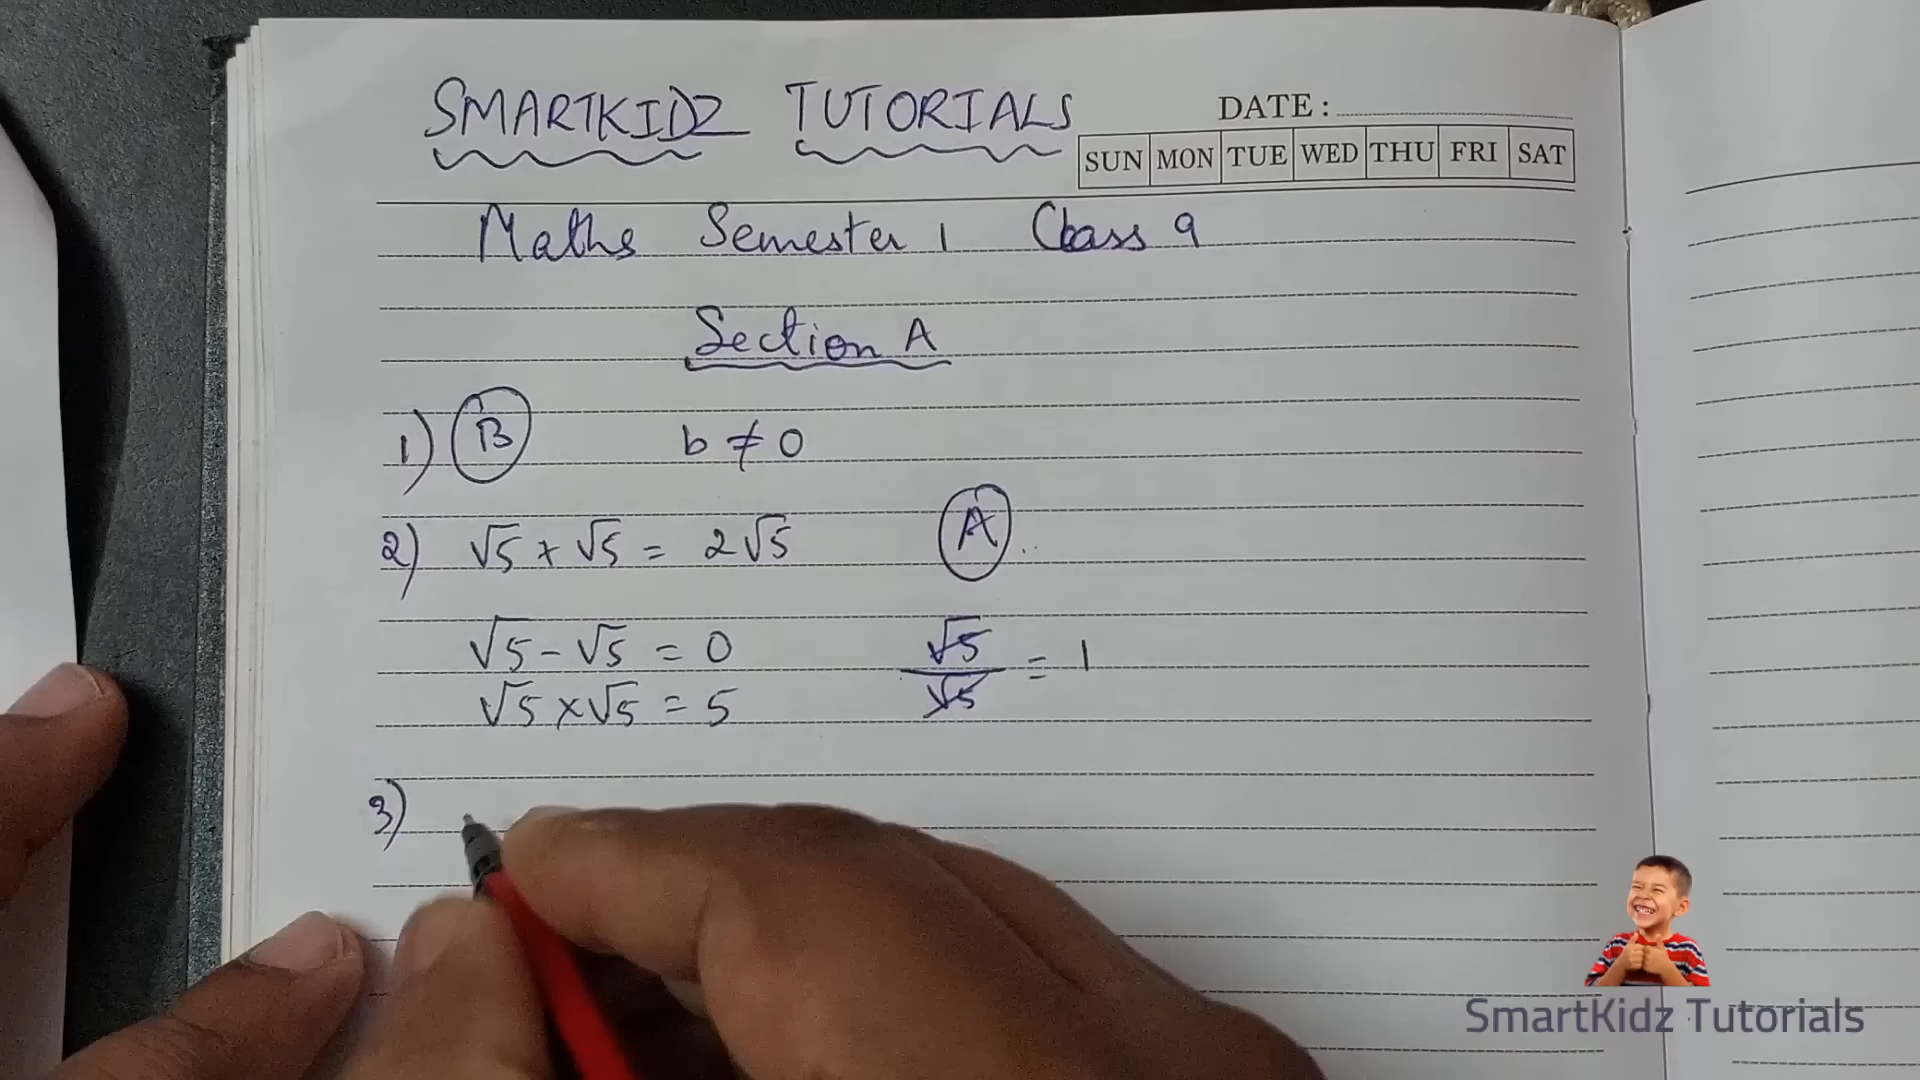 SMARTKIDZ TUTORIALS
DATE :
SUN MON TUE WED THU FRI SAT
Maths Semester 1 Class 9
Section A
1) B b ≠ 0
2) √5 + √5 = 2√5 A
√5 - √5 = 0 √5/√5 = 1
√5 × √5 = 5
3)
SmartKidz Tutorials